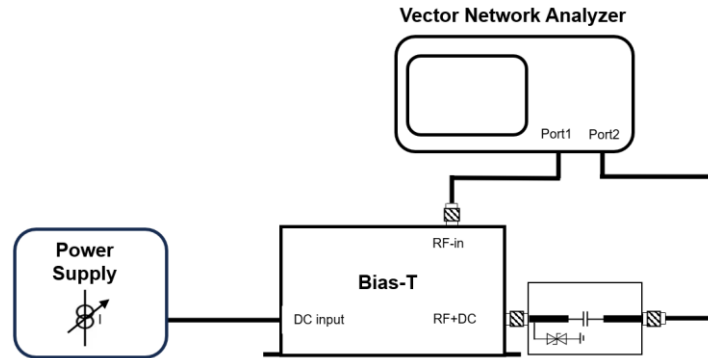 Vector Network Analyzer
Port1 Port2
Power
Supply
I
RF-in
Bias-T
DC input
RF+DC